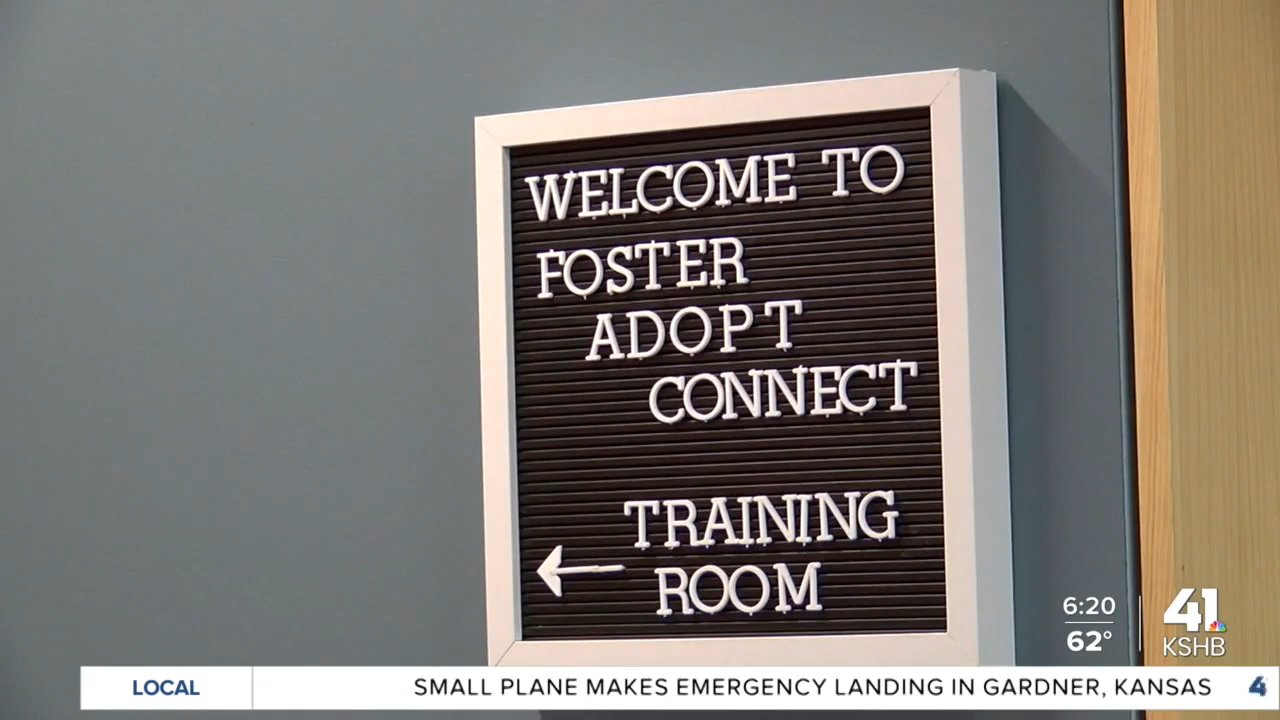 WELCOME TO
FOSTER
ADOPT
CONNECT
TRAINING
ROOM
6:20
62°
41
KSHB
LOCAL
SMALL PLANE MAKES EMERGENCY LANDING IN GARDNER, KANSAS
4